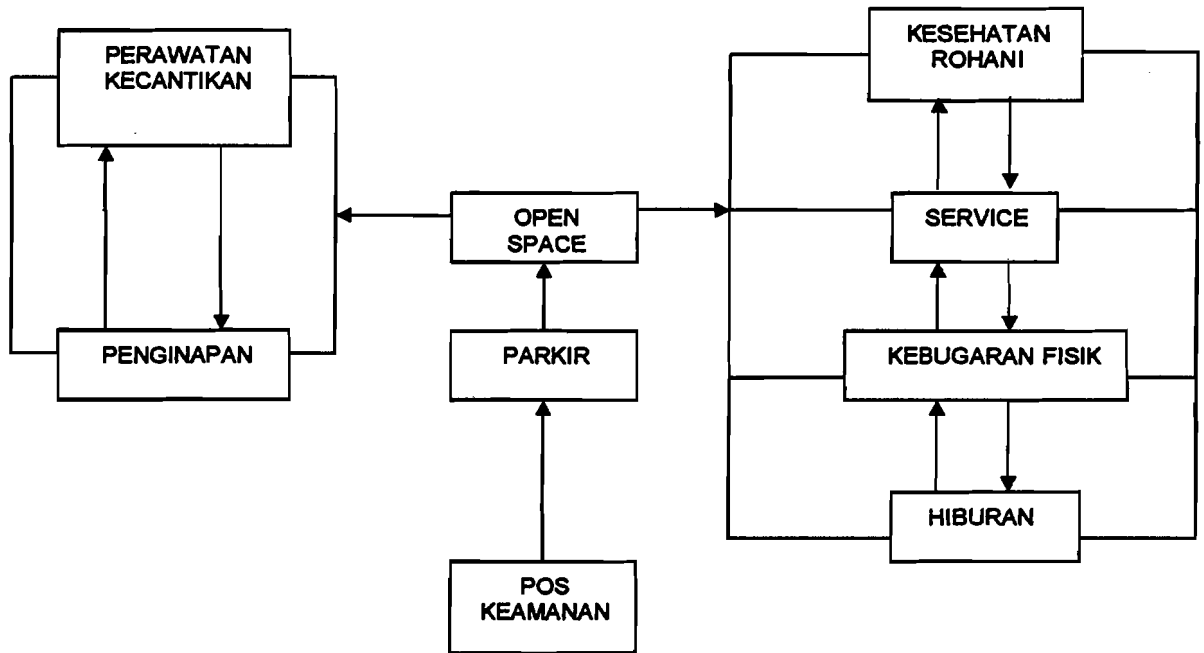 PERAWATAN
KECANTIKAN
KESEHATAN
ROHANI
OPEN
SPACE
SERVICE
PENGINAPAN
PARKIR
KEBUGARAN FISIK
HIBURAN
POS
KEAMANAN